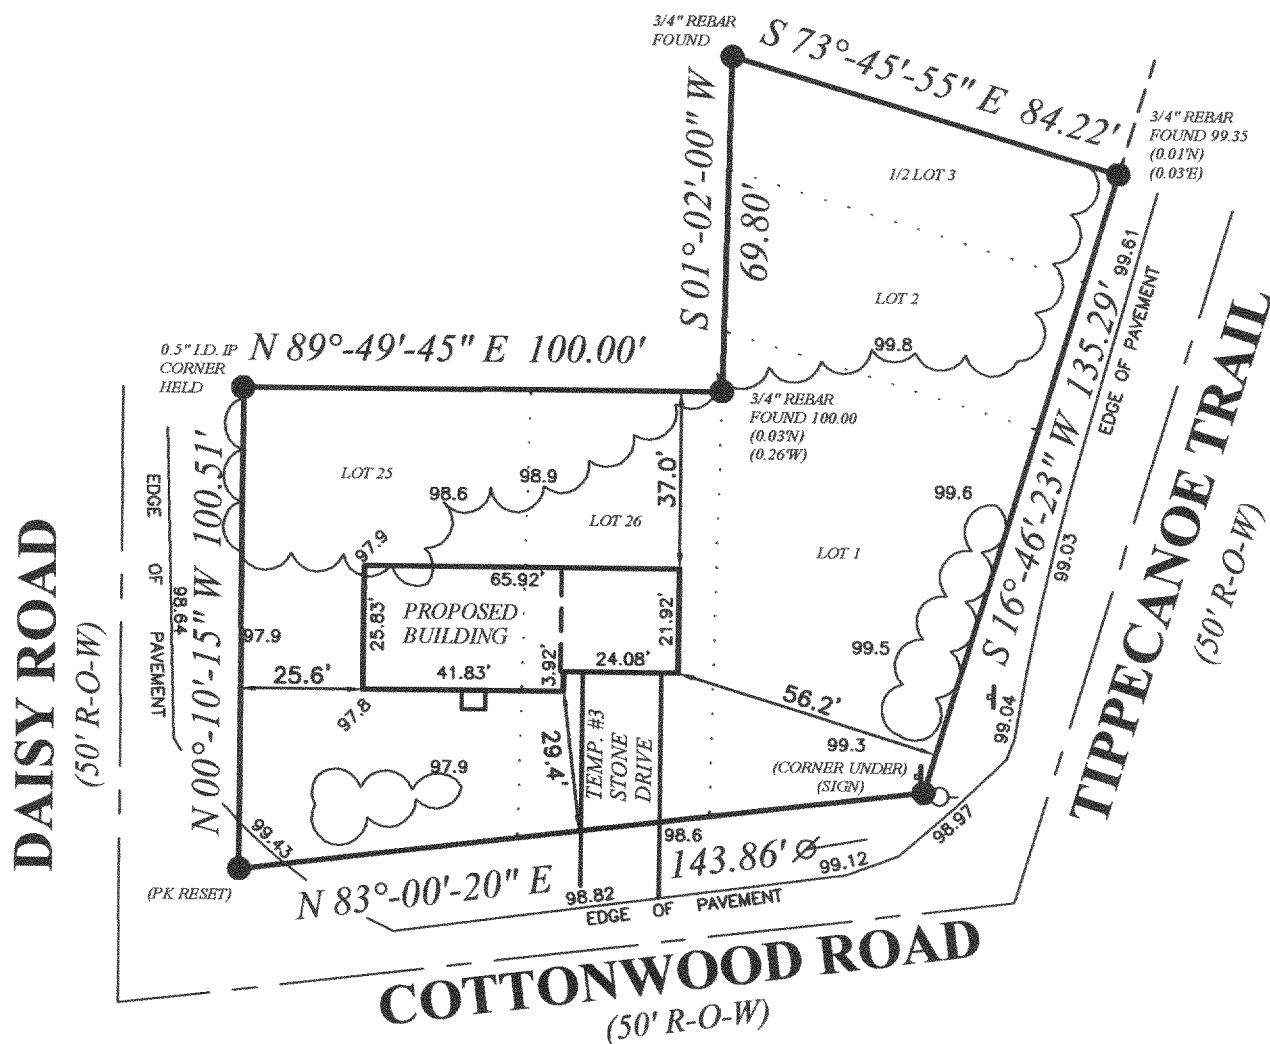 3/4" REBAR
FOUND
S 73°-45'-55" E 84.22'
3/4" REBAR
FOUND 99.35
(0.01'N)
(0.03'E)
S 01°-02'-00" W
69.80'
1/2 LOT 3
LOT 2
99.8
99.61
EDGE OF PAVEMENT
S 16°-46'-23" W 135.29'
0.5" I.D. IP
CORNER
HELD
N 89°-49'-45" E 100.00'
3/4" REBAR
FOUND 100.00
(0.03'N)
(0.26'W)
LOT 25
98.6
98.9
37.0'
LOT 26
LOT 1
99.6
99.5
99.03
99.04
TIPPECANOE TRAIL
(50' R-O-W)
DAISY ROAD
(50' R-O-W)
EDGE OF PAVEMENT
98.64
N 00°-10'-15" W 100.51'
97.9
97.9
65.92'
PROPOSED
BUILDING
25.83'
41.83'
3.92'
24.08'
21.92'
25.6'
97.8
56.2'
29.4'
TEMP. #3
STONE
DRIVE
99.3
(CORNER UNDER)
(SIGN)
97.9
99.43
98.6
98.97
99.12
(PK RESET)
N 83°-00'-20" E
143.86'
98.82
EDGE OF PAVEMENT
COTTONWOOD ROAD
(50' R-O-W)